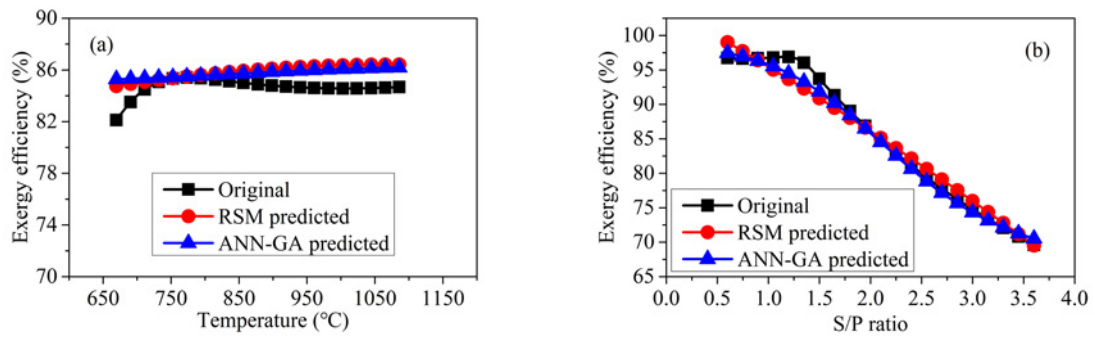 (a)
Exergy efficiency (%)
90
86
82
78
74
70
Original
RSM predicted
ANN-GA predicted
650 750 850 950 1050 1150
Temperature (°C)
(b)
Exergy efficiency (%)
100
95
90
85
80
75
70
65
Original
RSM predicted
ANN-GA predicted
0.0 0.5 1.0 1.5 2.0 2.5 3.0 3.5 4.0
S/P ratio